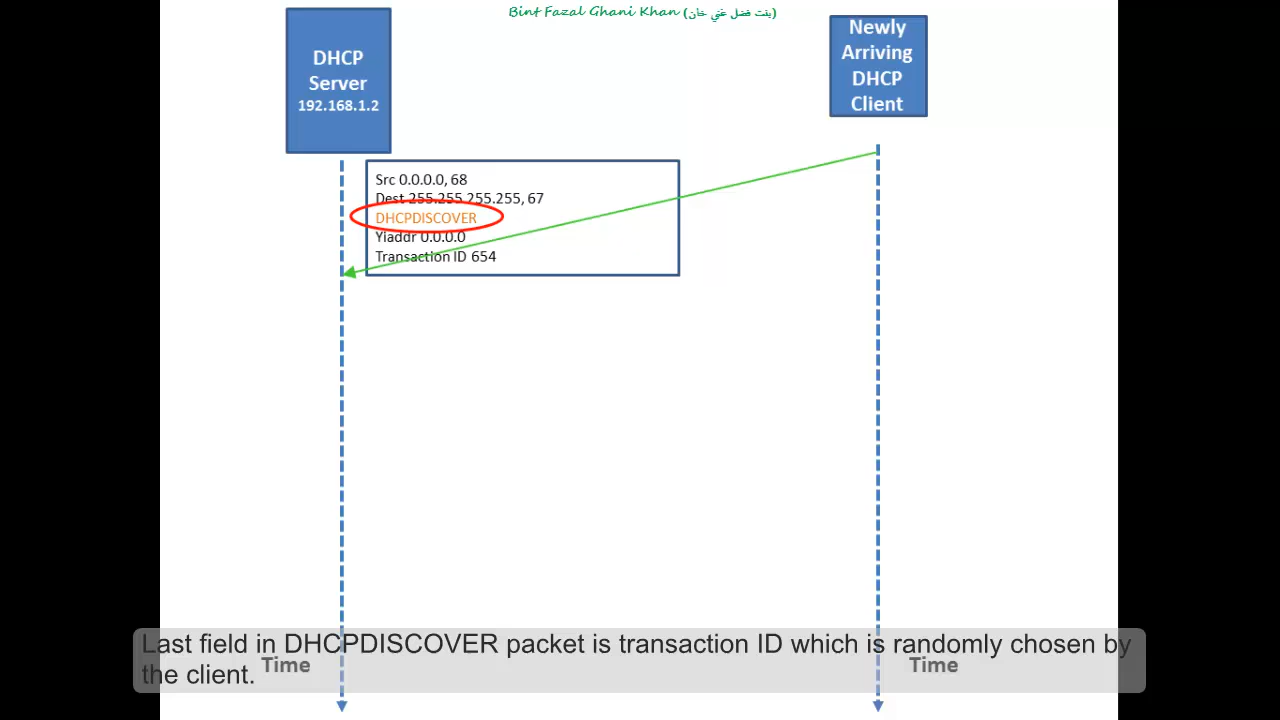 Bint Fazal Ghani Khan (بنت فضل غني خان)
DHCP
Server
192.168.1.2
Newly
Arriving
DHCP
Client
Src 0.0.0.0, 68
Dest 255.255.255.255, 67
DHCPDISCOVER
Yiaddr 0.0.0.0
Transaction ID 654
Last field in DHCPDISCOVER packet is transaction ID which is randomly chosen by
the client.
Time
Time